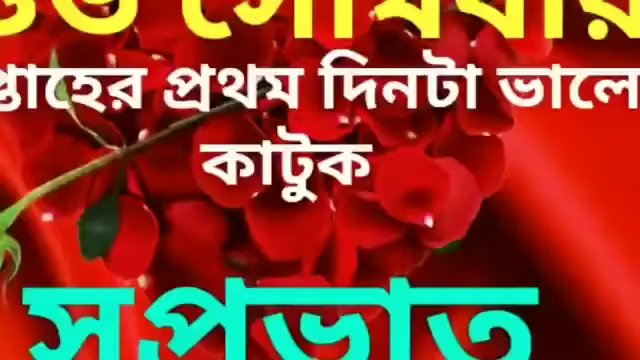 শুভ সোমবার
প্তাহের প্রথম দিনটা ভালো
কাটুক
সুপ্রভাত